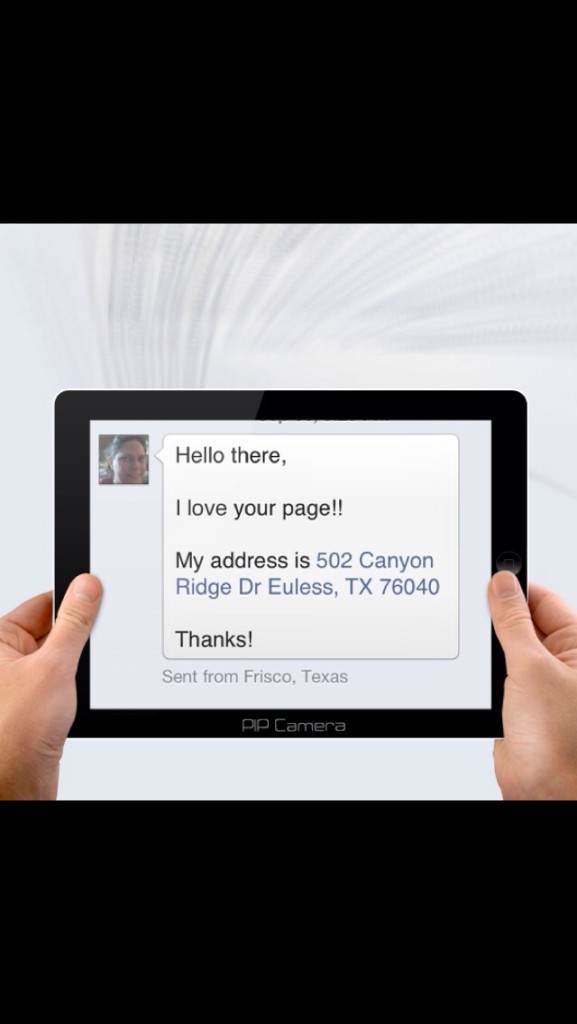 Hello there,
I love your page!!
My address is 502 Canyon
Ridge Dr Euless, TX 76040
Thanks!
Sent from Frisco, Texas
PIP Camera